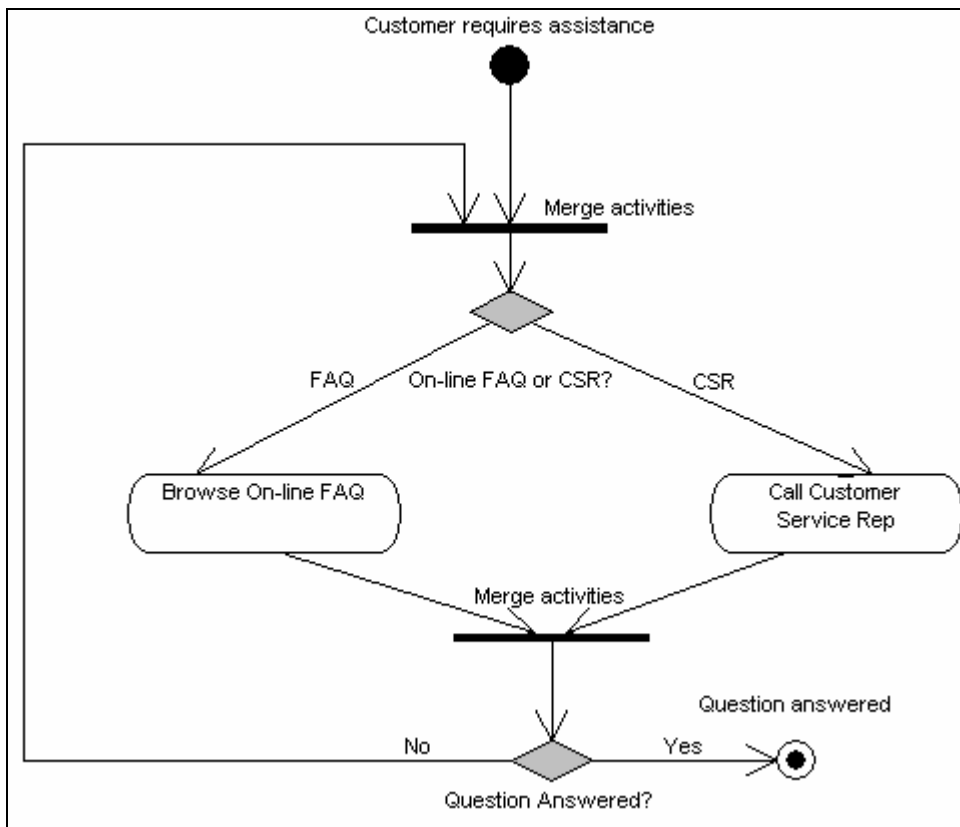 Customer requires assistance
Merge activities
FAQ
On-line FAQ or CSR?
CSR
Browse On-line FAQ
Call Customer
Service Rep
Merge activities
Question answered
No
Yes
Question Answered?